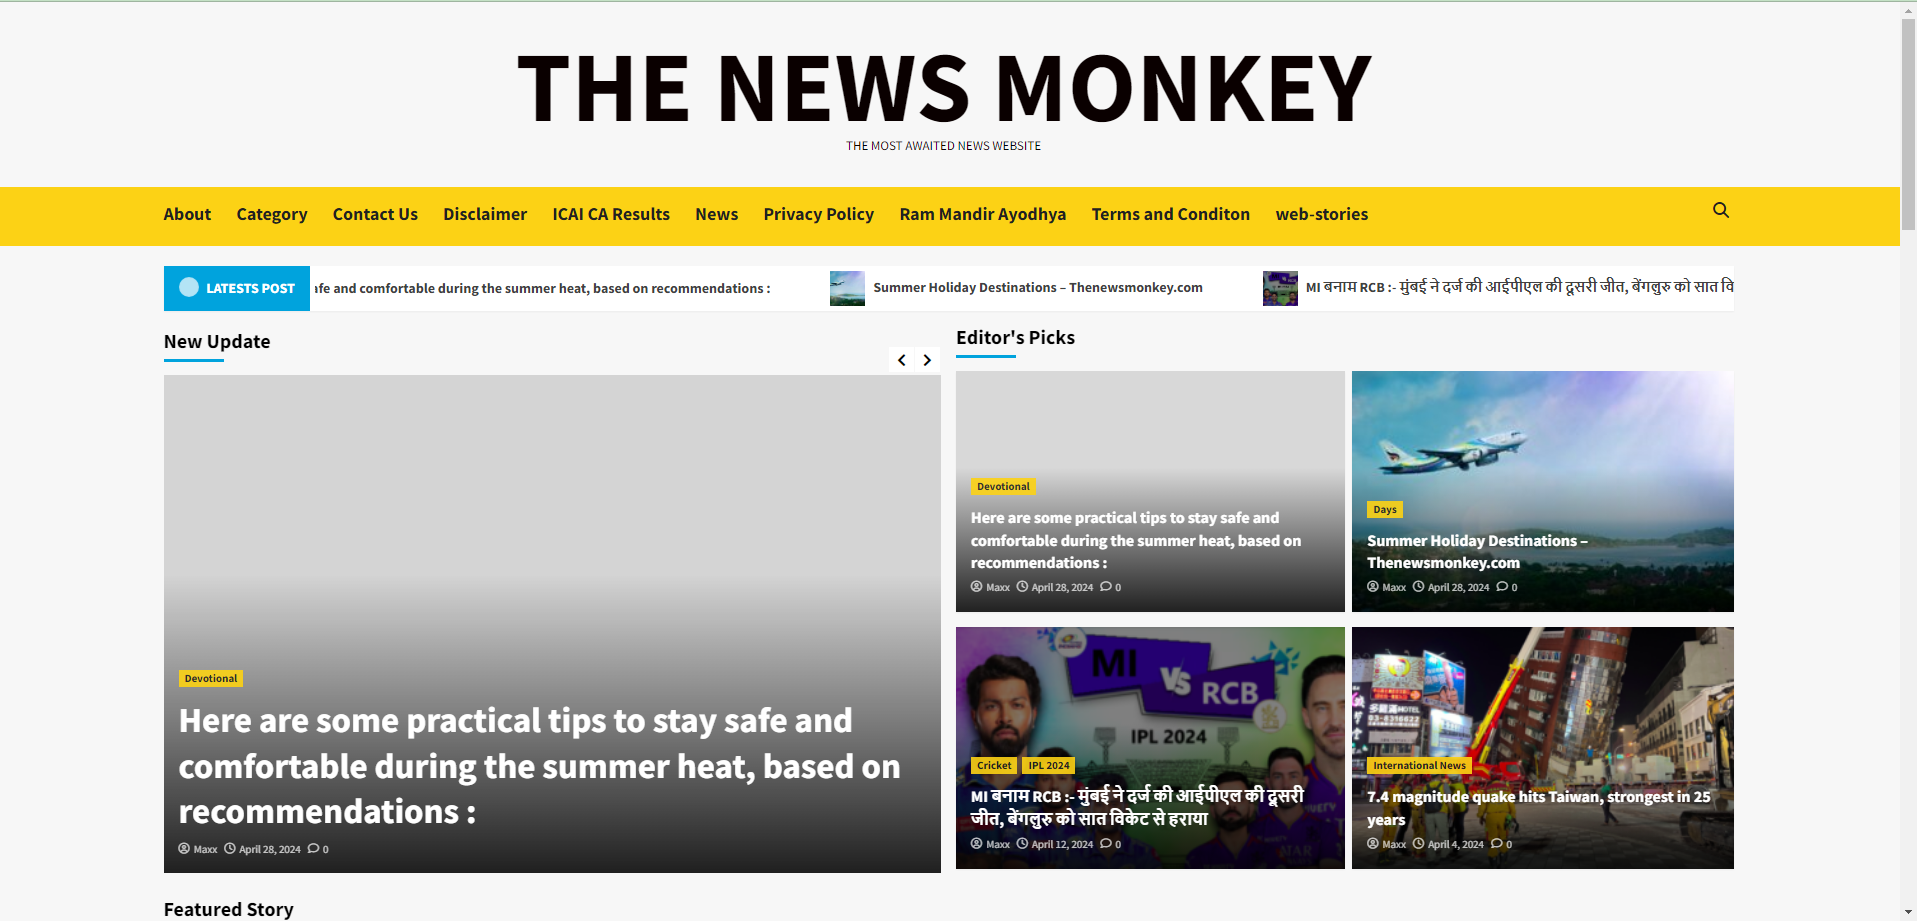 THE NEWS MONKEY
THE MOST AWAITED NEWS WEBSITE
About Category Contact Us Disclaimer ICAI CA Results News Privacy Policy Ram Mandir Ayodhya Terms and Conditon web-stories
LATESTS POST
afe and comfortable during the summer heat, based on recommendations :
Summer Holiday Destinations – Thenewsmonkey.com
MI बनाम RCB :- मुंबई ने दर्ज की आईपीएल की दूसरी जीत, बेंगलुरु को सात वि
New Update
Devotional
Here are some practical tips to stay safe and
comfortable during the summer heat, based on
recommendations :
Maxx April 28, 2024 0
Editor's Picks
Devotional
Here are some practical tips to stay safe and
comfortable during the summer heat, based on
recommendations :
Maxx April 28, 2024 0
Days
Summer Holiday Destinations –
Thenewsmonkey.com
Maxx April 28, 2024 0
MI
VS
RCB
IPL 2024
Cricket IPL 2024
MI बनाम RCB :- मुंबई ने दर्ज की आईपीएल की दूसरी
जीत, बेंगलुरु को सात विकेट से हराया
Maxx April 12, 2024 0
International News
7.4 magnitude quake hits Taiwan, strongest in 25
years
Maxx April 4, 2024 0
Featured Story